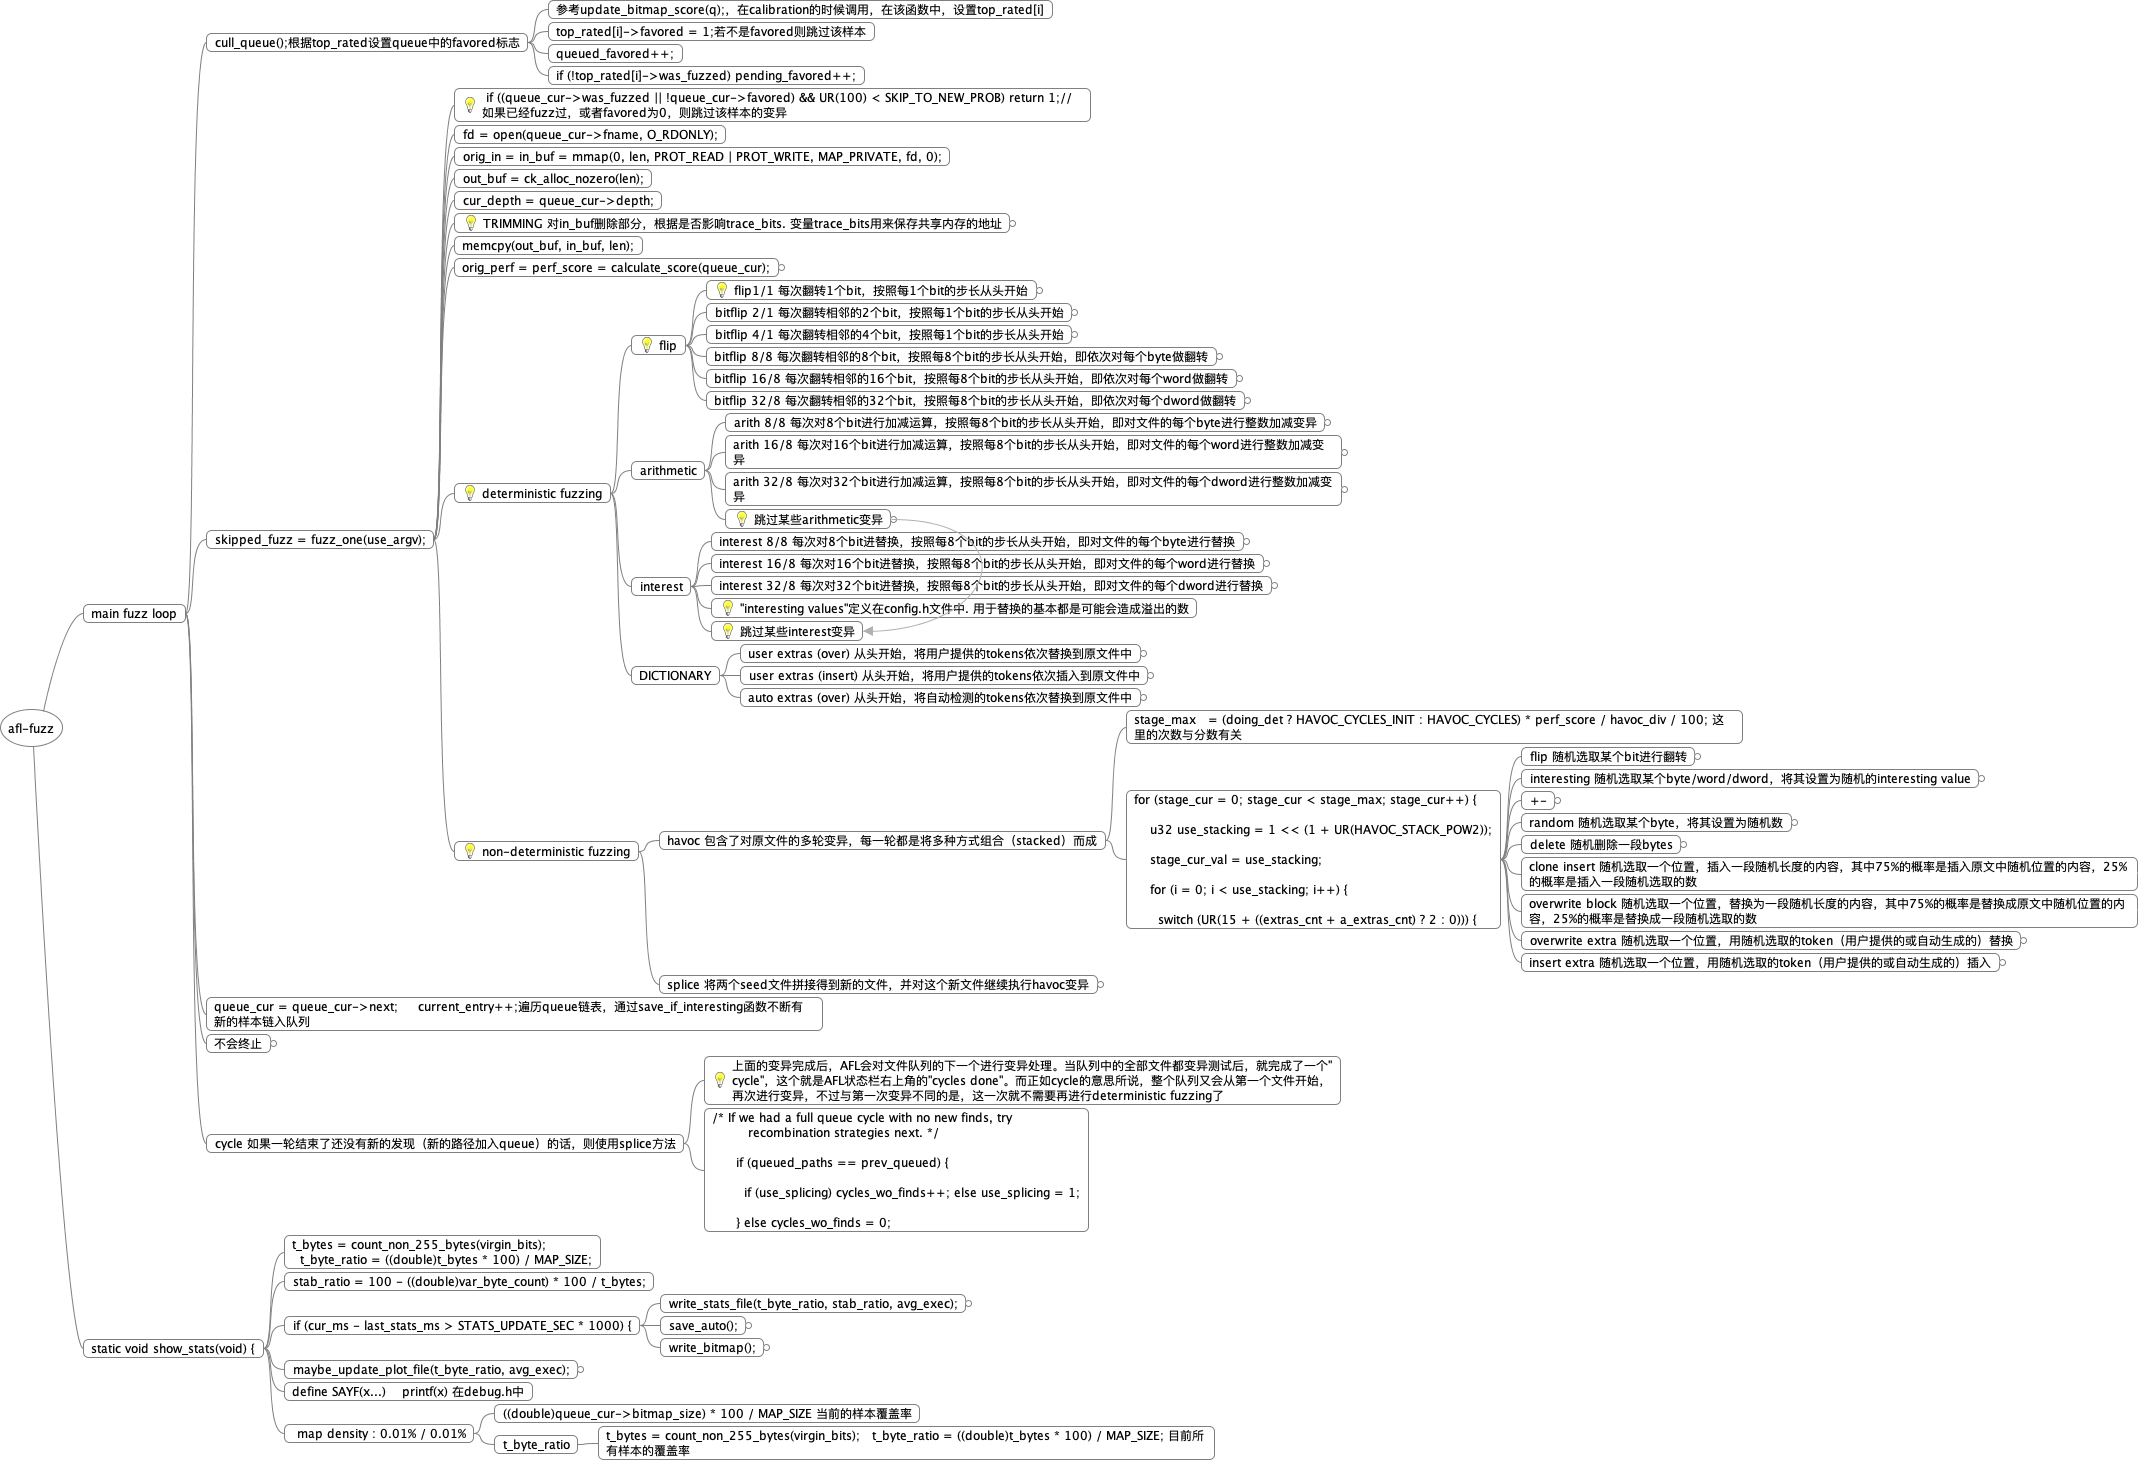 参考update_bitmap_score(q);，在calibration的时候调用，在该函数中，设置top_rated[i]
cull_queue();根据top_rated设置queue中的favored标志
top_rated[i]->favored = 1;若不是favored则跳过该样本
queued_favored++;
if (!top_rated[i]->was_fuzzed) pending_favored++;
if ((queue_cur->was_fuzzed || !queue_cur->favored) && UR(100) < SKIP_TO_NEW_PROB) return 1;//
如果已经fuzz过，或者favored为0，则跳过该样本的变异
fd = open(queue_cur->fname, O_RDONLY);
orig_in = in_buf = mmap(0, len, PROT_READ | PROT_WRITE, MAP_PRIVATE, fd, 0);
out_buf = ck_alloc_nozero(len);
cur_depth = queue_cur->depth;
TRIMMING 对in_buf删除部分，根据是否影响trace_bits. 变量trace_bits用来保存共享内存的地址
memcpy(out_buf, in_buf, len);
orig_perf = perf_score = calculate_score(queue_cur);
flip1/1 每次翻转1个bit，按照每1个bit的步长从头开始
bitflip 2/1 每次翻转相邻的2个bit，按照每1个bit的步长从头开始
bitflip 4/1 每次翻转相邻的4个bit，按照每1个bit的步长从头开始
flip
bitflip 8/8 每次翻转相邻的8个bit，按照每8个bit的步长从头开始，即依次对每个byte做翻转
bitflip 16/8 每次翻转相邻的16个bit，按照每8个bit的步长从头开始，即依次对每个word做翻转
bitflip 32/8 每次翻转相邻的32个bit，按照每8个bit的步长从头开始，即依次对每个dword做翻转
arith 8/8 每次对8个bit进行加减运算，按照每8个bit的步长从头开始，即对文件的每个byte进行整数加减变异
arith 16/8 每次对16个bit进行加减运算，按照每8个bit的步长从头开始，即对文件的每个word进行整数加减变
异
arithmetic
arith 32/8 每次对32个bit进行加减运算，按照每8个bit的步长从头开始，即对文件的每个dword进行整数加减变
异
deterministic fuzzing
跳过某些arithmetic变异
skipped_fuzz = fuzz_one(use_argv);
interest 8/8 每次对8个bit进替换，按照每8个bit的步长从头开始，即对文件的每个byte进行替换
interest 16/8 每次对16个bit进替换，按照每8个bit的步长从头开始，即对文件的每个word进行替换
interest
interest 32/8 每次对32个bit进替换，按照每8个bit的步长从头开始，即对文件的每个dword进行替换
"interesting values"定义在config.h文件中. 用于替换的基本都是可能会造成溢出的数
main fuzz loop
跳过某些interest变异
user extras (over) 从头开始，将用户提供的tokens依次替换到原文件中
DICTIONARY
user extras (insert) 从头开始，将用户提供的tokens依次插入到原文件中
auto extras (over) 从头开始，将自动检测的tokens依次替换到原文件中
afl-fuzz
stage_max   = (doing_det ? HAVOC_CYCLES_INIT : HAVOC_CYCLES) * perf_score / havoc_div / 100; 这
里的次数与分数有关
flip 随机选取某个bit进行翻转
interesting 随机选取某个byte/word/dword，将其设置为随机的interesting value
for (stage_cur = 0; stage_cur < stage_max; stage_cur++) {
+-
u32 use_stacking = 1 << (1 + UR(HAVOC_STACK_POW2));
random 随机选取某个byte，将其设置为随机数
havoc 包含了对原文件的多轮变异，每一轮都是将多种方式组合（stacked）而成
delete 随机删除一段bytes
non-deterministic fuzzing
stage_cur_val = use_stacking;
clone insert 随机选取一个位置，插入一段随机长度的内容，其中75%的概率是插入原文中随机位置的内容，25%
的概率是插入一段随机选取的数
for (i = 0; i < use_stacking; i++) {
overwrite block 随机选取一个位置，替换为一段随机长度的内容，其中75%的概率是替换成原文中随机位置的内
容，25%的概率是替换成一段随机选取的数
switch (UR(15 + ((extras_cnt + a_extras_cnt) ? 2 : 0))) {
overwrite extra 随机选取一个位置，用随机选取的token（用户提供的或自动生成的）替换
insert extra 随机选取一个位置，用随机选取的token（用户提供的或自动生成的）插入
splice 将两个seed文件拼接得到新的文件，并对这个新文件继续执行havoc变异
queue_cur = queue_cur->next;     current_entry++;遍历queue链表，通过save_if_interesting函数不断有
新的样本链入队列
不会终止
上面的变异完成后，AFL会对文件队列的下一个进行变异处理。当队列中的全部文件都变异测试后，就完成了一个"
cycle"，这个就是AFL状态栏右上角的"cycles done"。而正如cycle的意思所说，整个队列又会从第一个文件开始，
再次进行变异，不过与第一次变异不同的是，这一次就不需要再进行deterministic fuzzing了
cycle 如果一轮结束了还没有新的发现（新的路径加入queue）的话，则使用splice方法
/* If we had a full queue cycle with no new finds, try
recombination strategies next. */
if (queued_paths == prev_queued) {
if (use_splicing) cycles_wo_finds++; else use_splicing = 1;
} else cycles_wo_finds = 0;
t_bytes = count_non_255_bytes(virgin_bits);
t_byte_ratio = ((double)t_bytes * 100) / MAP_SIZE;
stab_ratio = 100 - ((double)var_byte_count) * 100 / t_bytes;
write_stats_file(t_byte_ratio, stab_ratio, avg_exec);
if (cur_ms - last_stats_ms > STATS_UPDATE_SEC * 1000) {
save_auto();
write_bitmap();
static void show_stats(void) {
maybe_update_plot_file(t_byte_ratio, avg_exec);
define SAYF(x...)    printf(x) 在debug.h中
((double)queue_cur->bitmap_size) * 100 / MAP_SIZE 当前的样本覆盖率
map density : 0.01% / 0.01%
t_byte_ratio
t_bytes = count_non_255_bytes(virgin_bits);   t_byte_ratio = ((double)t_bytes * 100) / MAP_SIZE; 目前所
有样本的覆盖率